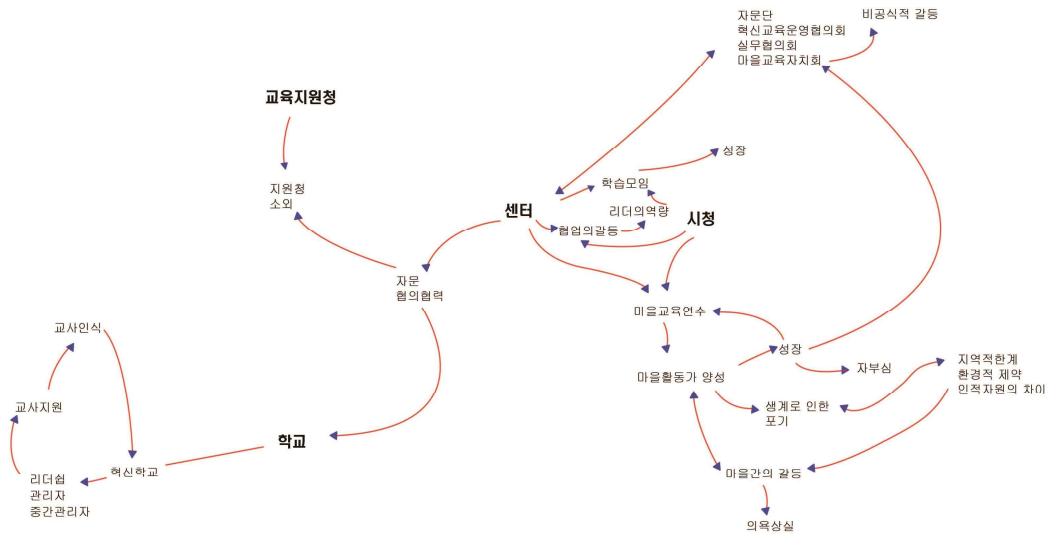 자문단
혁신교육운영협의회
실무협의회
마을교육자치회
비공식적 갈등
교육지원청
지원청
소외
성장
학습모임
리더의역량
센터
시청
협업의갈등
자문
협의협력
마을교육연수
교사인식
성장
자부심
지역적한계
환경적 제약
인적자원의 차이
마을활동가 양성
생계로 인한
포기
교사지원
학교
혁신학교
리더쉽
관리자
중간관리자
마을간의 갈등
의욕상실